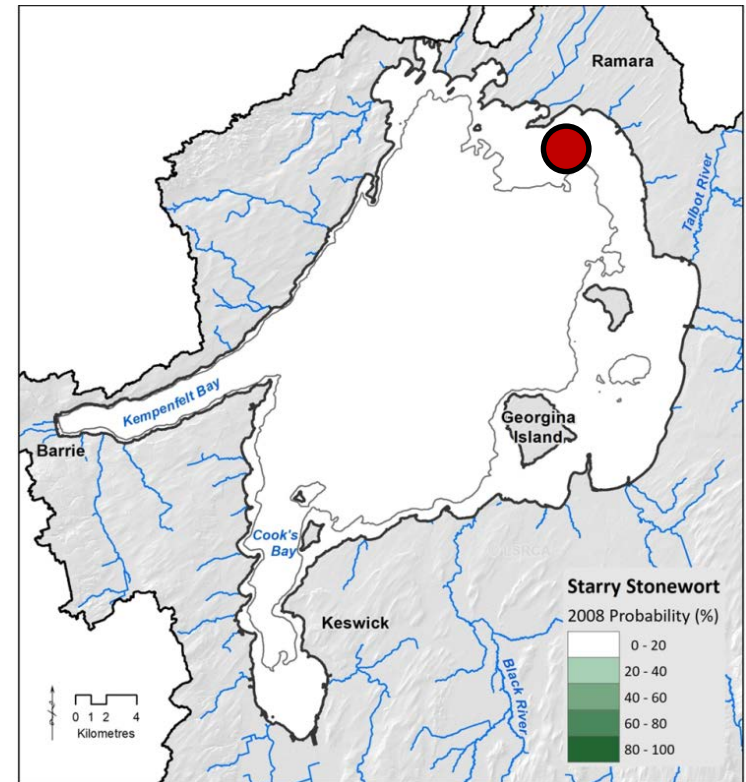 Ramara
Talbot River
Kempenfelt Bay
Barrie
Georgina
Island
Cook's
Bay
LSRCA
Keswick
Black River
0 1 2 4
Kilometres
Starry Stonewort
2008 Probability (%)
0 - 20
20 - 40
40 - 60
60 - 80
80 - 100